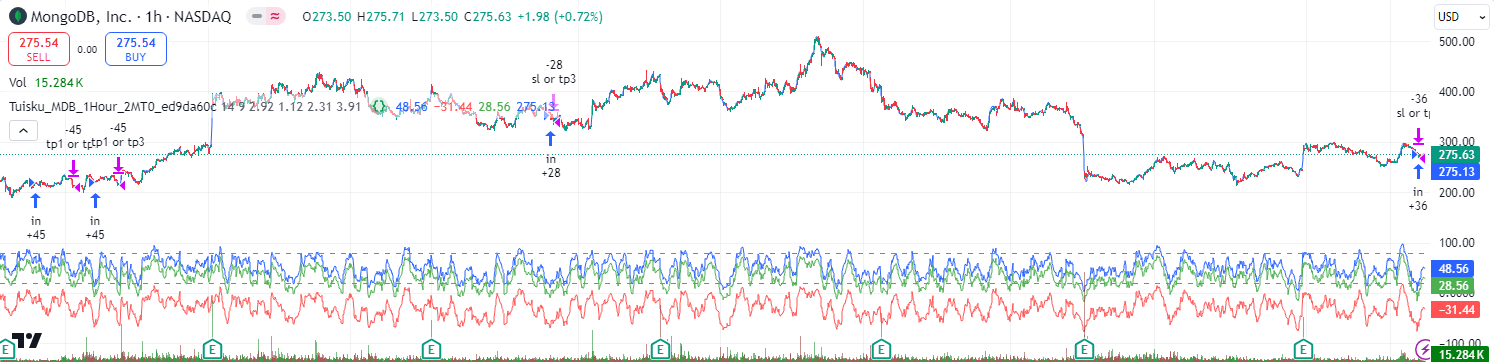 MongoDB, Inc. · 1h · NASDAQ O273.50 H275.71 L273.50 C275.63 +1.98 (+0.72%)
USD
275.54
SELL
0.00
275.54
BUY
Vol 15.284 K
Tuisku_MDB_1Hour_2MT0_ed9da60c 14 9 2.92 1.12 2.31 3.91 48.56 −31.44 28.56 275.13
-45
tp1 or tp
-45
tp1 or tp3
-28
sl or tp3
-36
sl or t
in
+45
in
+45
in
+28
in
+36
500.00
400.00
300.00
275.63
275.13
200.00
100.00
48.56
28.56
−31.44
−100.00
15.284 K
E
E
E
E
E
E
E